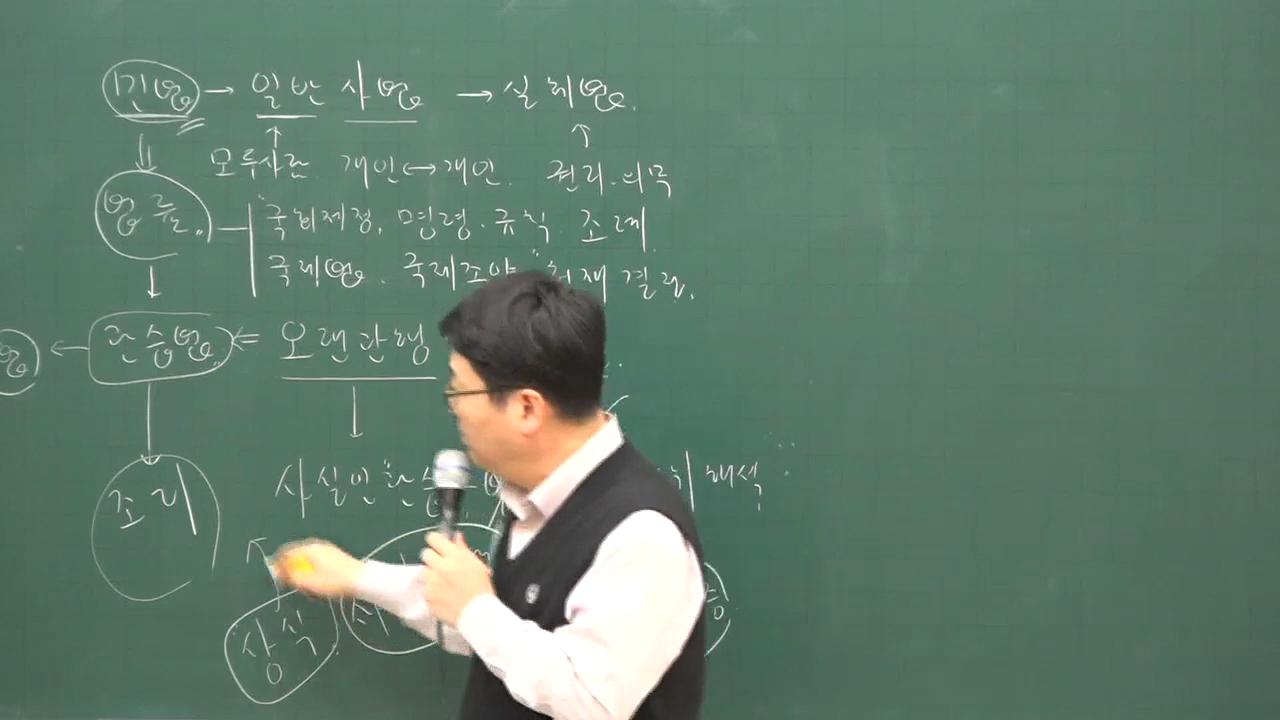 민법 → 일반 사법 → 실체법.
모두사람 개인↔개인. 권리.의무
법률. 국회제정. 명령.규칙 조례
국제법. 국제조약 헌재 결정.
관습법. ⇐ 오랜관행
조리 사실인관습 해석
상식